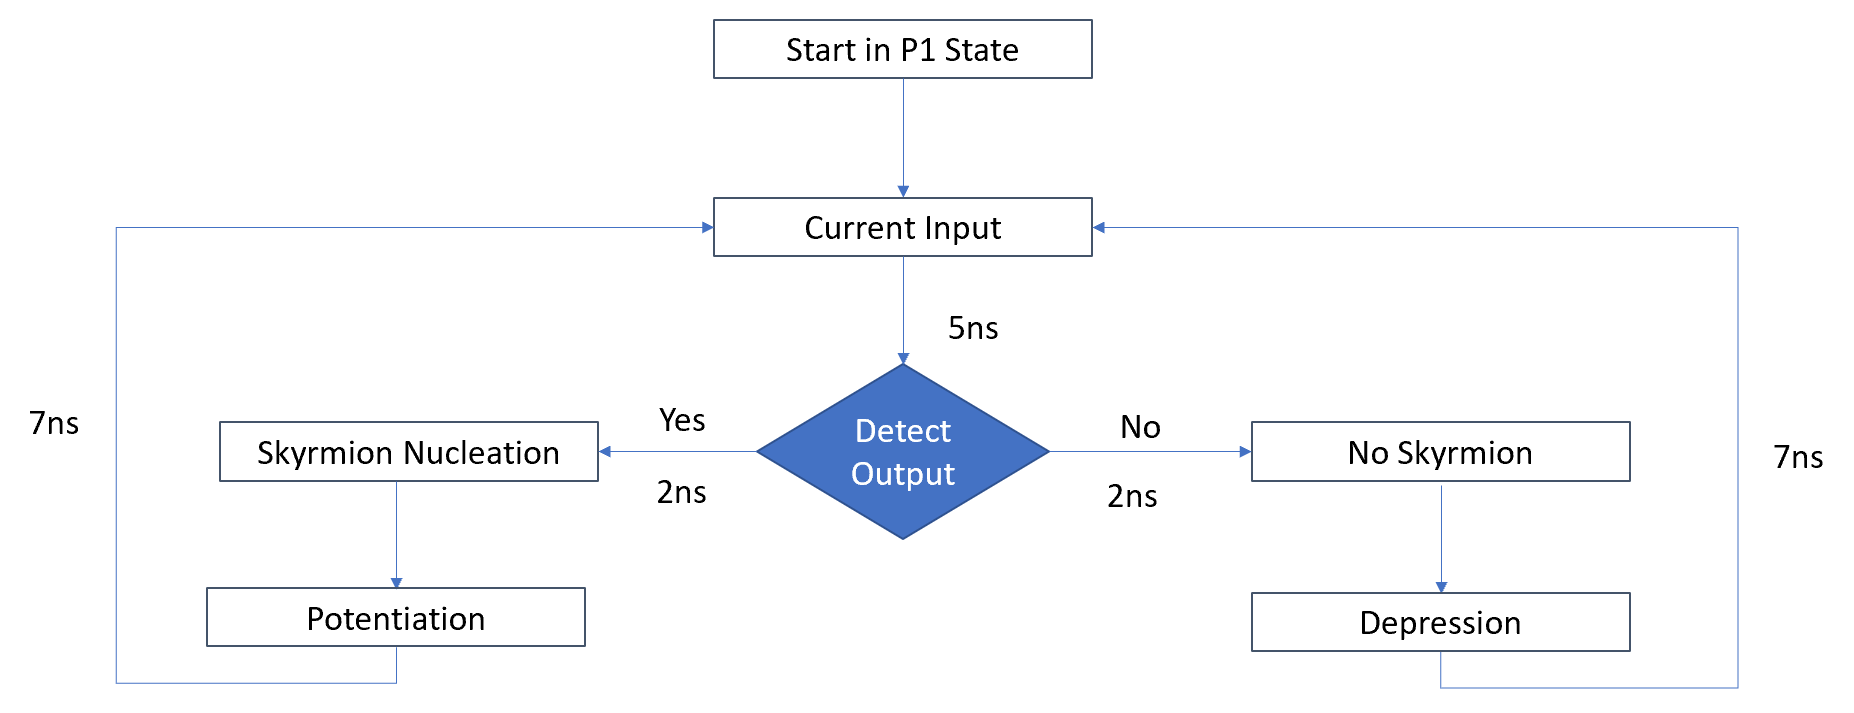 Start in P1 State
Current Input
5ns
Detect
Output
Yes
2ns
No
2ns
Skyrmion Nucleation
Potentiation
7ns
No Skyrmion
Depression
7ns